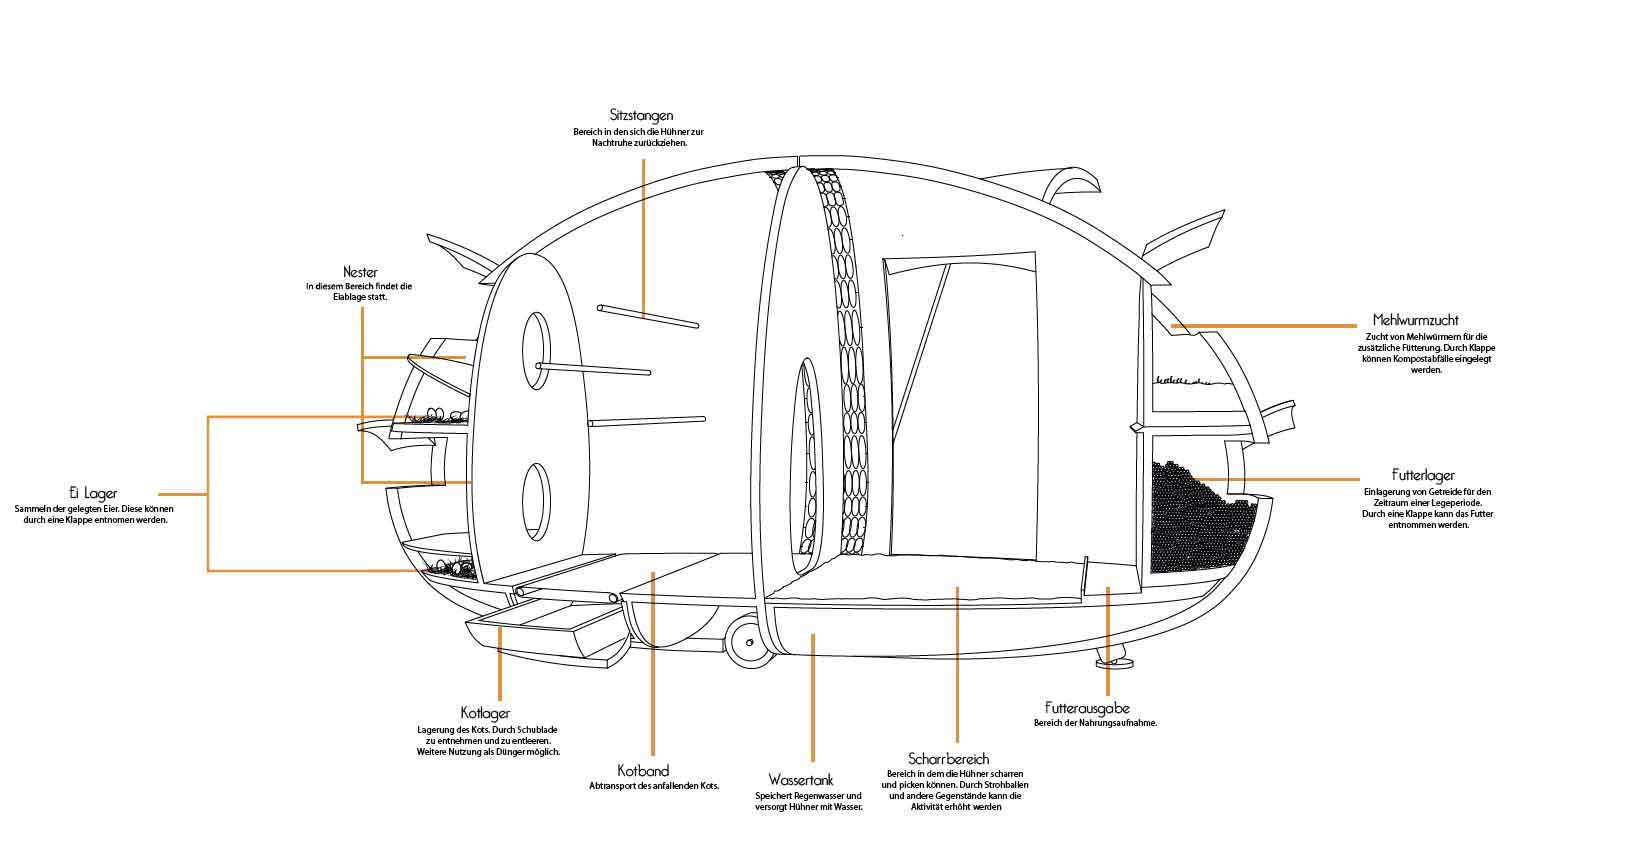 Sitzstangen
Bereich in den sich die Hühner zur
Nachtruhe zurückziehen.
Nester
In diesem Bereich findet die
Eiablage statt.
Mehlwurmzucht
Zucht von Mehlwürmern für die
zusätzliche Fütterung. Durch Klappe
können Kompostabfälle eingelegt
werden.
Ei Lager
Sammeln der gelegten Eier. Diese können
durch eine Klappe entnomen werden.
Futterlager
Einlagerung von Getreide für den
Zeitraum einer Legeperiode.
Durch eine Klappe kann das Futter
entnommen werden.
Kotlager
Lagerung des Kots. Durch Schublade
zu entnehmen und zu entleeren.
Weitere Nutzung als Dünger möglich.
Kotband
Abtransport des anfallenden Kots.
Wassertank
Speichert Regenwasser und
versorgt Hühner mit Wasser.
Scharrbereich
Bereich in dem die Hühner scharren
und picken können. Durch Strohballen
und andere Gegenstände kann die
Aktivität erhöht werden
Futterausgabe
Bereich der Nahrungsaufnahme.